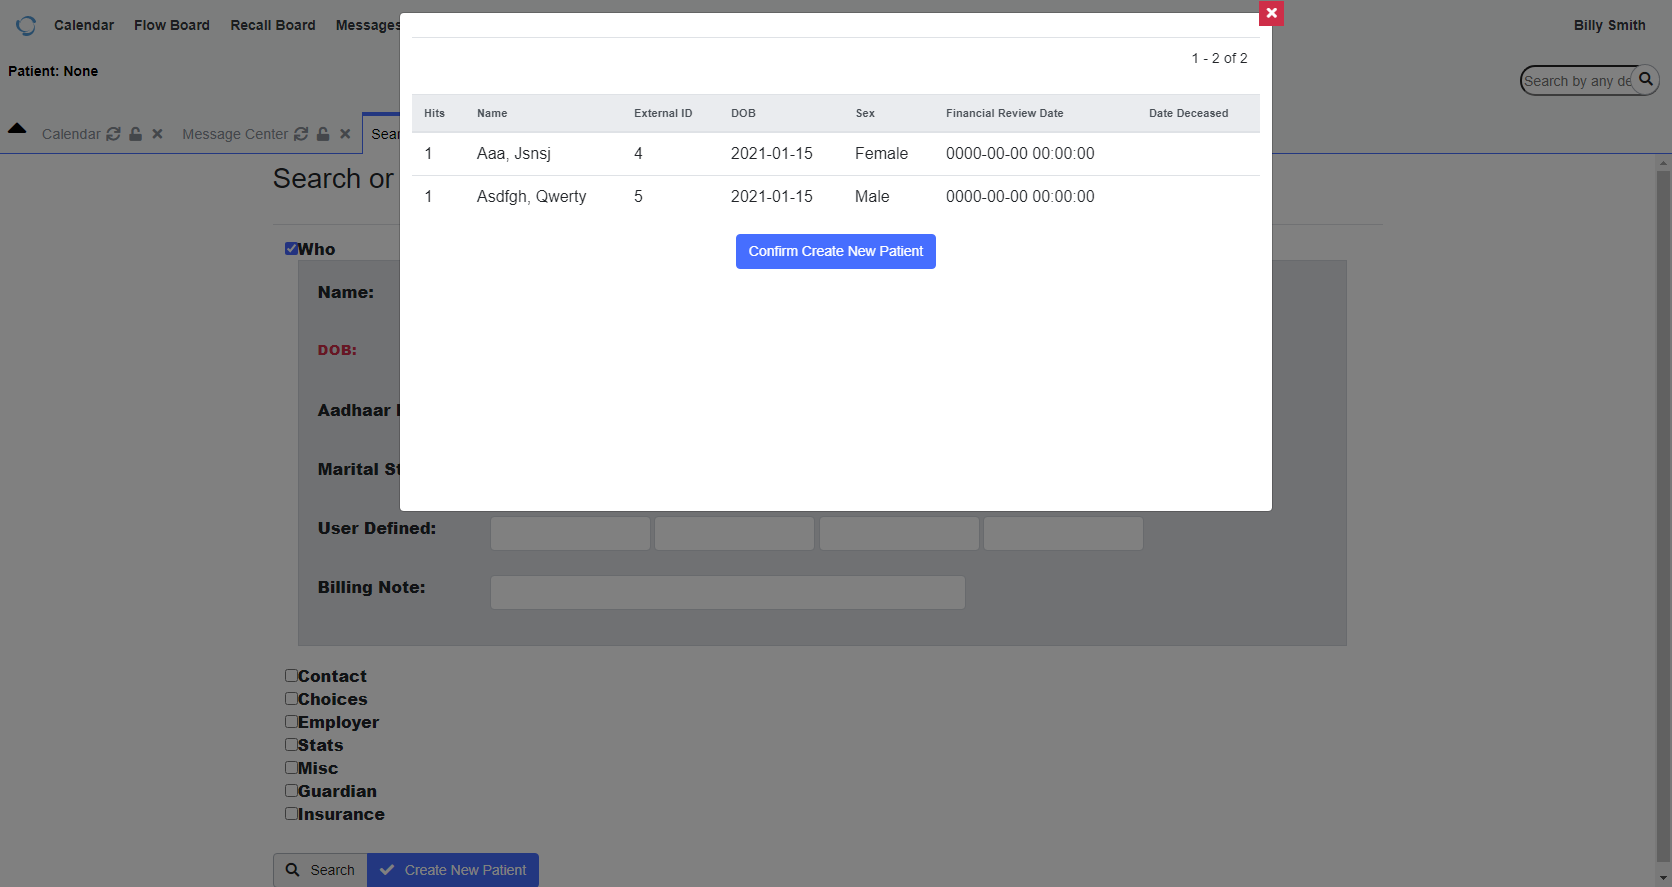 Calendar Flow Board Recall Board Messages Billy Smith
Patient: None
Search by any de
Calendar Message Center Sear
Search or
1 - 2 of 2
Hits Name External ID DOB Sex Financial Review Date Date Deceased
1 Aaa, Jsnsj 4 2021-01-15 Female 0000-00-00 00:00:00
1 Asdfgh, Qwerty 5 2021-01-15 Male 0000-00-00 00:00:00
Confirm Create New Patient
Who
Name:
DOB:
Aadhaar
Marital St
User Defined:
Billing Note:
Contact
Choices
Employer
Stats
Misc
Guardian
Insurance
Search Create New Patient